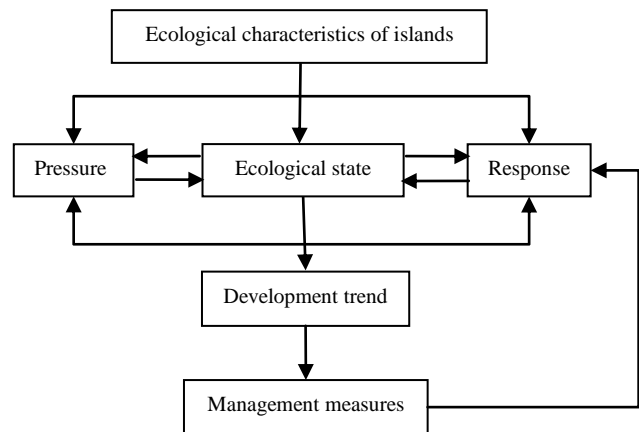 Ecological characteristics of islands
Pressure
Ecological state
Response
Development trend
Management measures